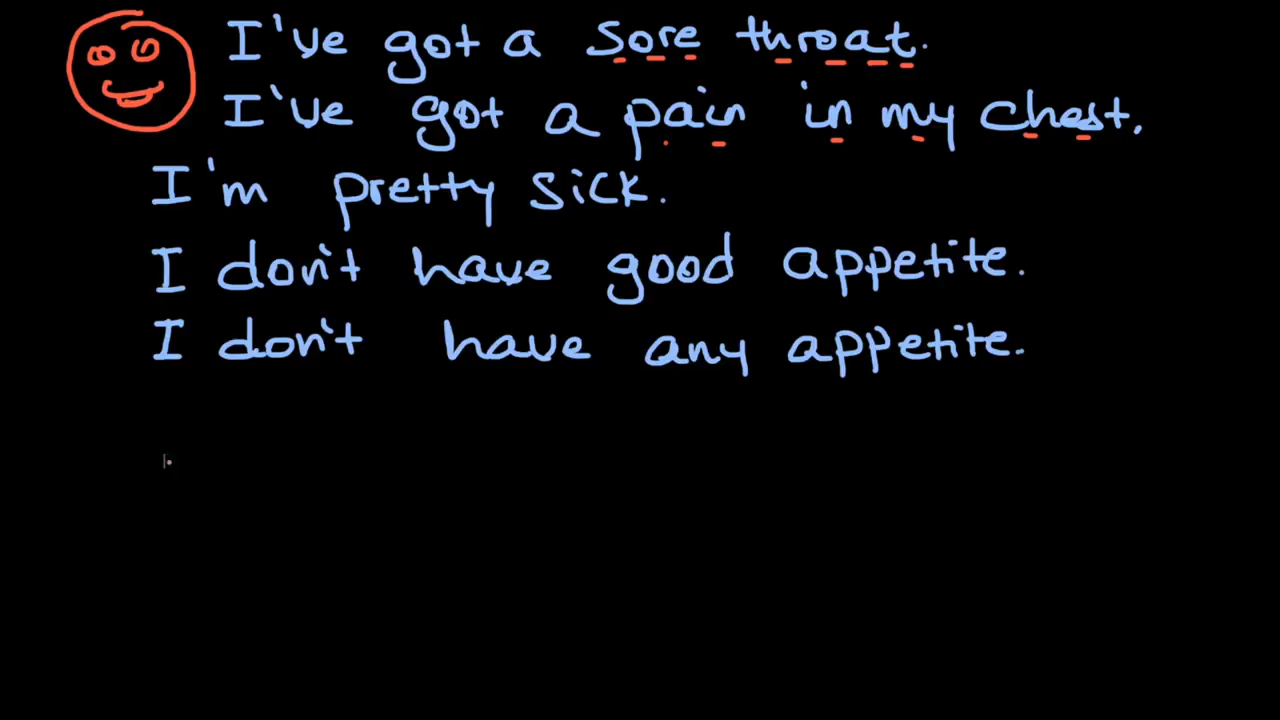 I've got a sore throat.
I've got a pain in my chest.
I'm pretty sick.
I don't have good appetite.
I don't have any appetite.